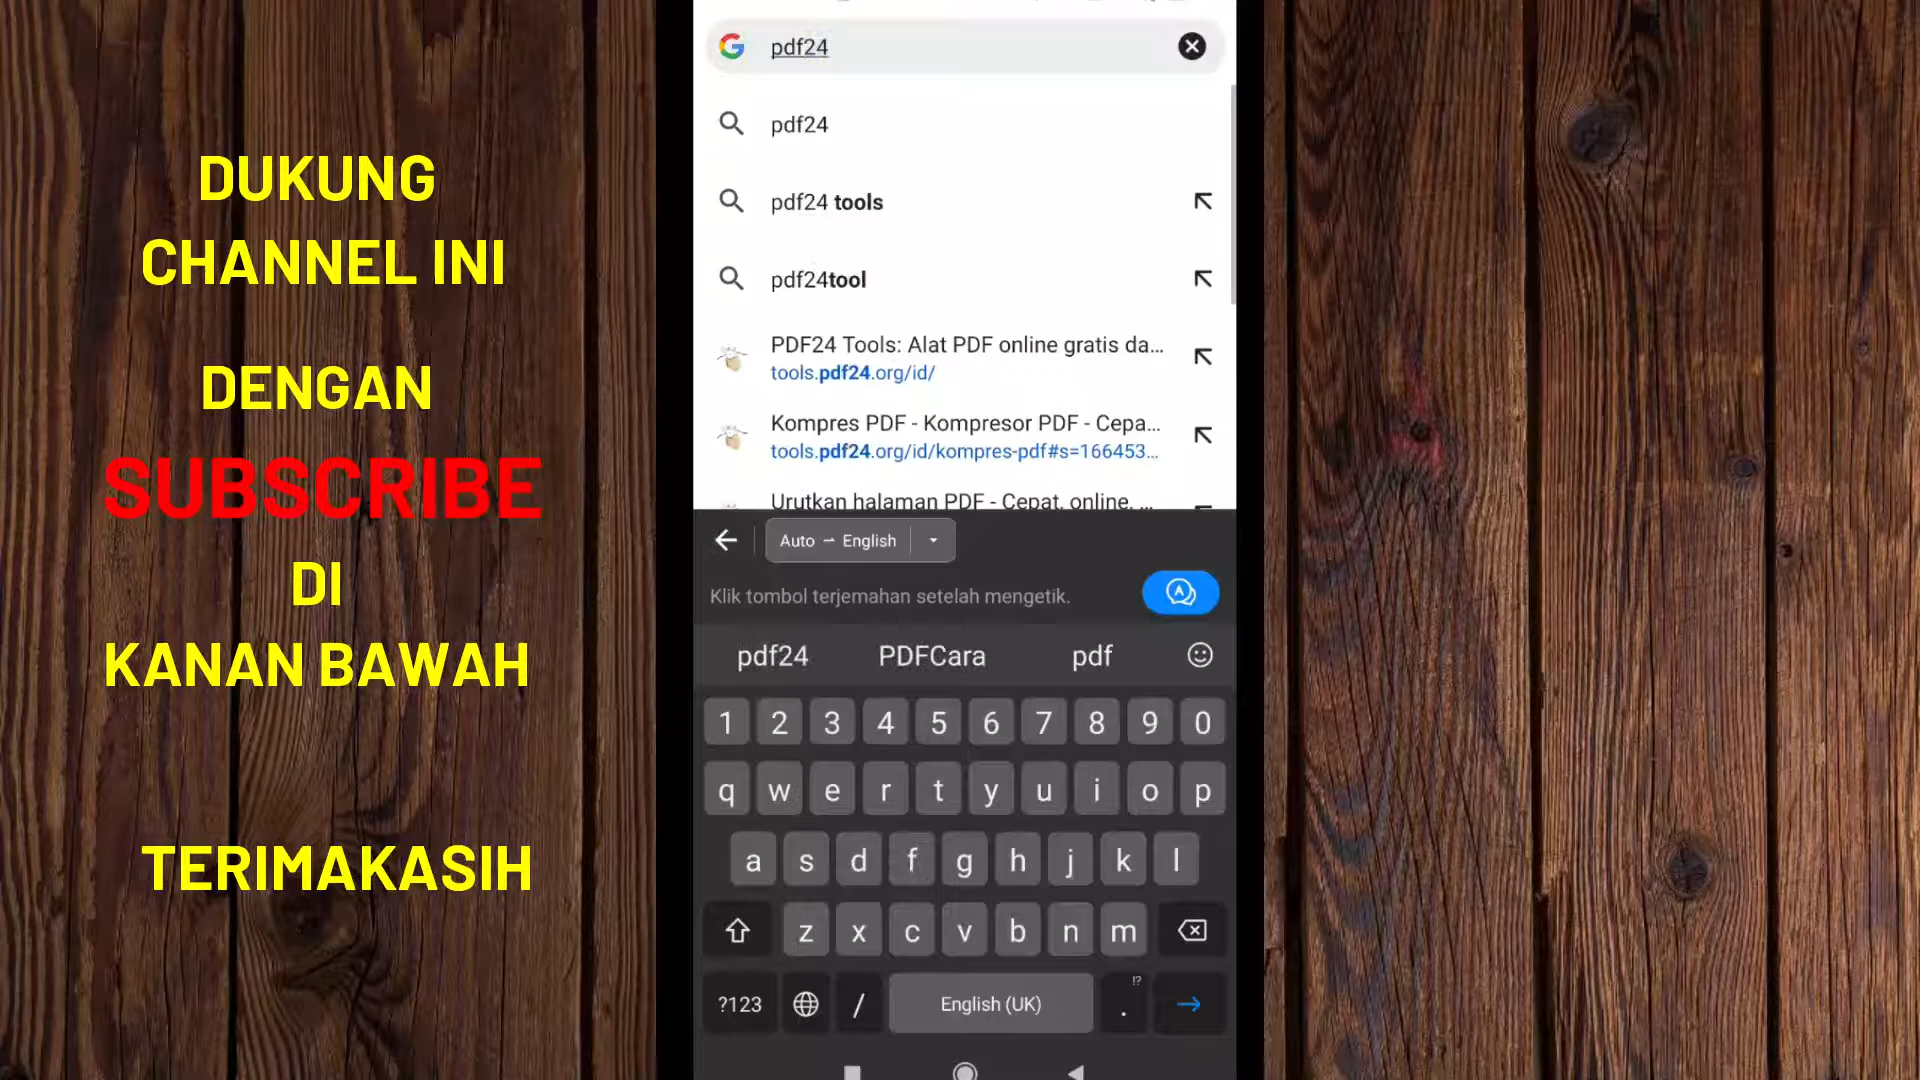 DUKUNG
CHANNEL INI
DENGAN
SUBSCRIBE
DI
KANAN BAWAH
TERIMAKASIH
pdf24
pdf24
pdf24 tools
pdf24tool
PDF24 Tools: Alat PDF online gratis da...
tools.pdf24.org/id/
Kompres PDF - Kompresor PDF - Cepa...
tools.pdf24.org/id/kompres-pdf#s=166453...
Urutkan halaman PDF - Cepat, online, ...
Auto → English
Klik tombol terjemahan setelah mengetik.
pdf24 PDFCara pdf
1 2 3 4 5 6 7 8 9 0
q w e r t y u i o p
a s d f g h j k l
z x c v b n m
?123 / English (UK) . !?